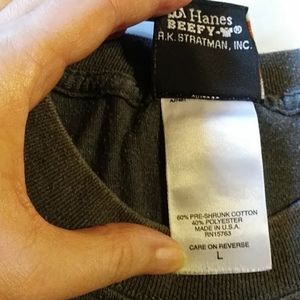 Hanes
BEEFY-T®
R.K. STRATMAN, INC.
60% PRE-SHRUNK COTTON
40% POLYESTER
MADE IN U.S.A.
RN15763
CARE ON REVERSE
L